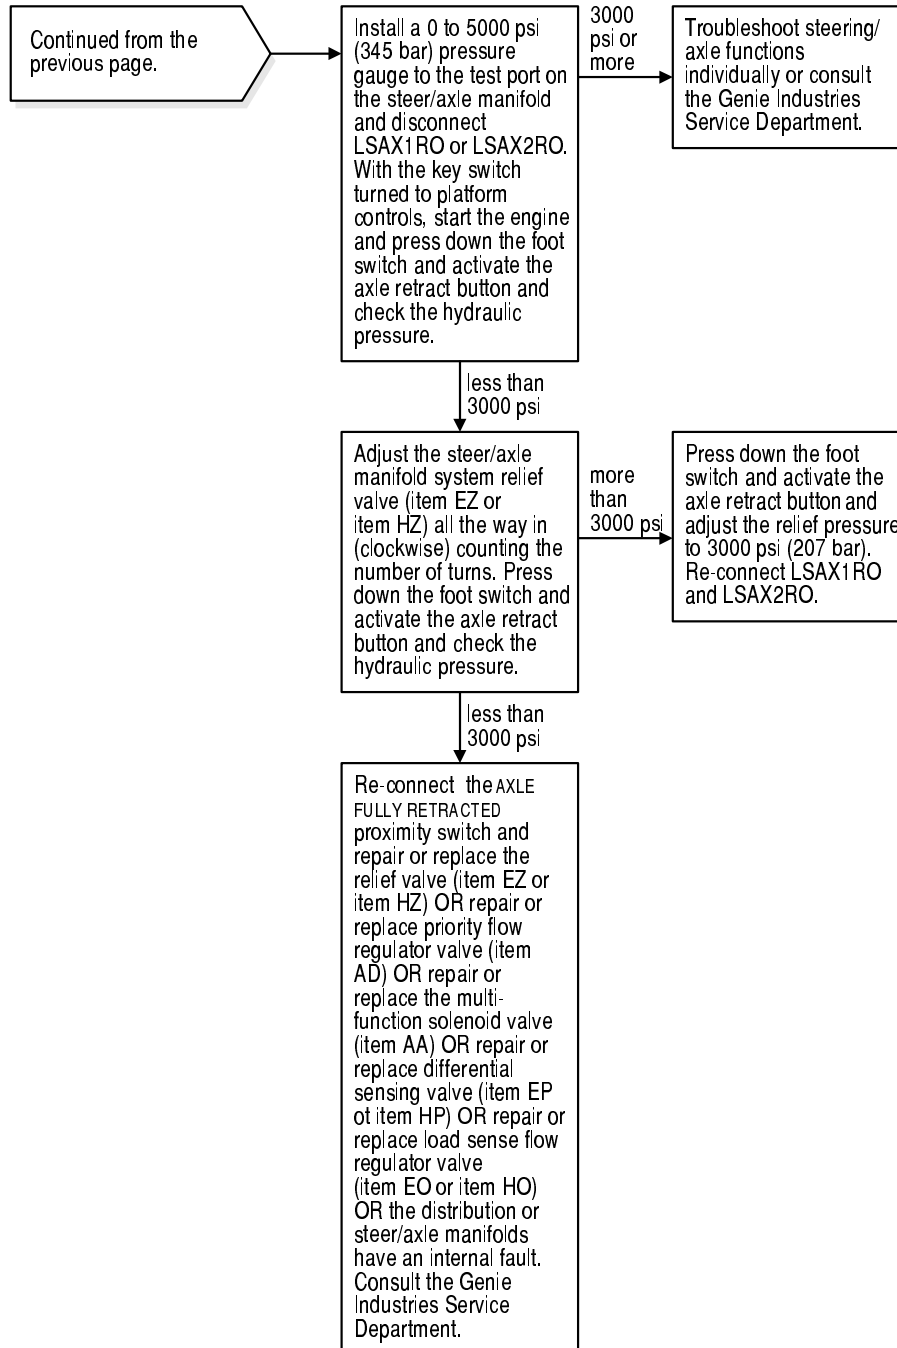 Continued from the
previous page.
Install a 0 to 5000 psi
(345 bar) pressure
gauge to the test port on
the steer/axle manifold
and disconnect
LSAX1RO or LSAX2RO.
With the key switch
turned to platform
controls, start the engine
and press down the foot
switch and activate the
axle retract button and
check the hydraulic
pressure.
3000
psi or
more
Troubleshoot steering/
axle functions
individually or consult
the Genie Industries
Service Department.
less than
3000 psi
Adjust the steer/axle
manifold system relief
valve (item EZ or
item HZ) all the way in
(clockwise) counting the
number of turns. Press
down the foot switch and
activate the axle retract
button and check the
hydraulic pressure.
more
than
3000 psi
Press down the foot
switch and activate the
axle retract button and
adjust the relief pressure
to 3000 psi (207 bar).
Re-connect LSAX1RO
and LSAX2RO.
less than
3000 psi
Re-connect the AXLE
FULLY RETRACTED
proximity switch and
repair or replace the
relief valve (item EZ or
item HZ) OR repair or
replace priority flow
regulator valve (item
AD) OR repair or
replace the multi-
function solenoid valve
(item AA) OR repair or
replace differential
sensing valve (item EP
ot item HP) OR repair or
replace load sense flow
regulator valve
(item EO or item HO)
OR the distribution or
steer/axle manifolds
have an internal fault.
Consult the Genie
Industries Service
Department.